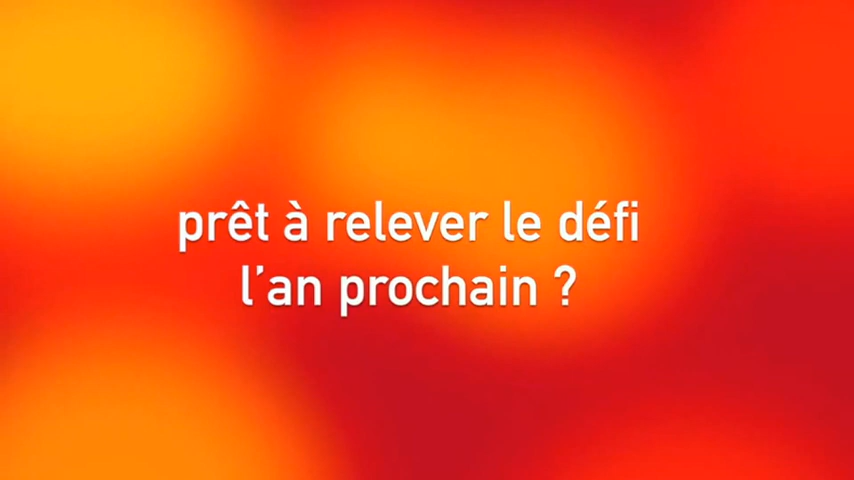 prêt à relever le défi
l’an prochain ?